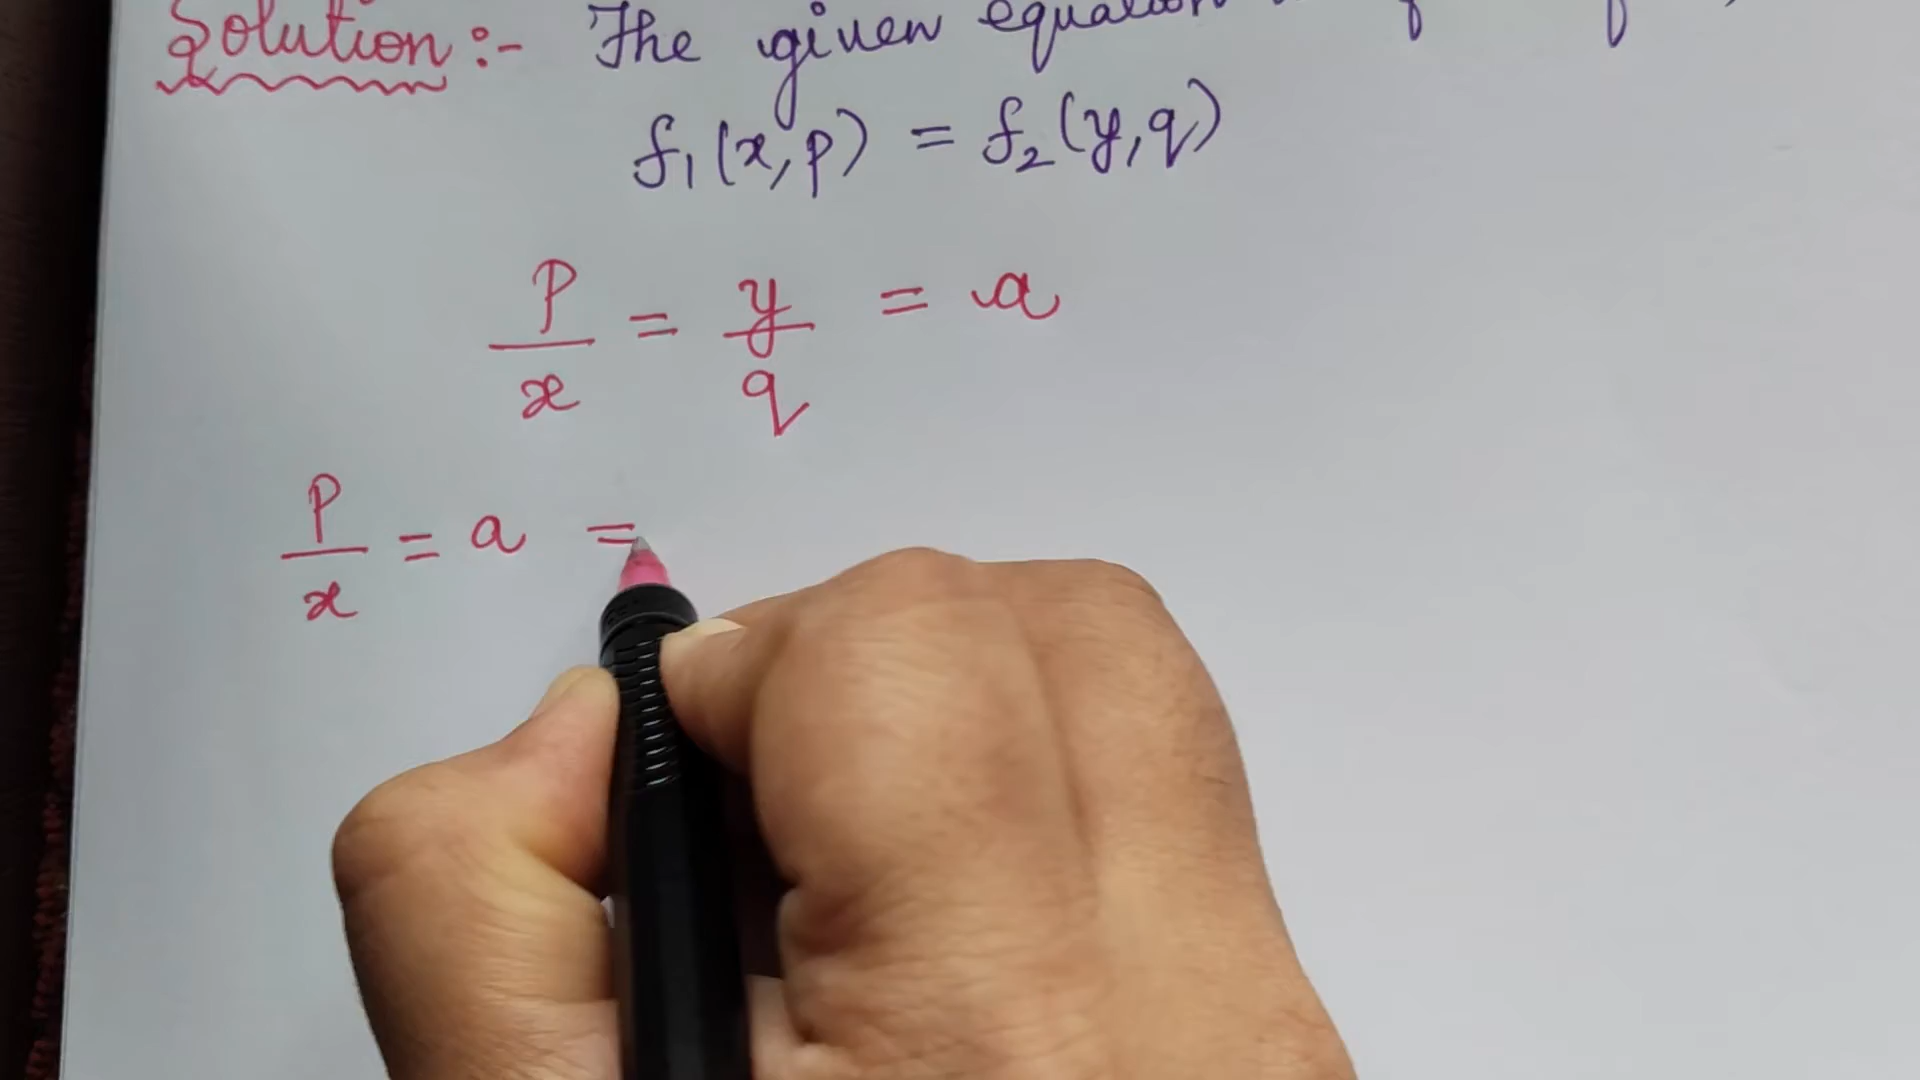 Solution :- The given equation
f₁(x,p) = f₂(y,q)
p/x = y/q = a
p/x = a =